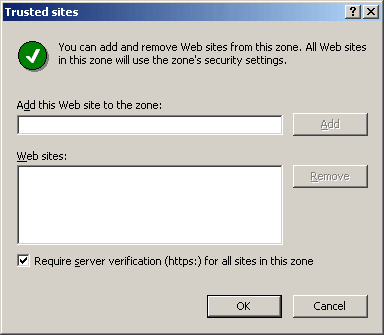 Trusted sites
You can add and remove Web sites from this zone. All Web sites
in this zone will use the zone's security settings.
Add this Web site to the zone:
Add
Web sites:
Remove
Require server verification (https:) for all sites in this zone
OK
Cancel